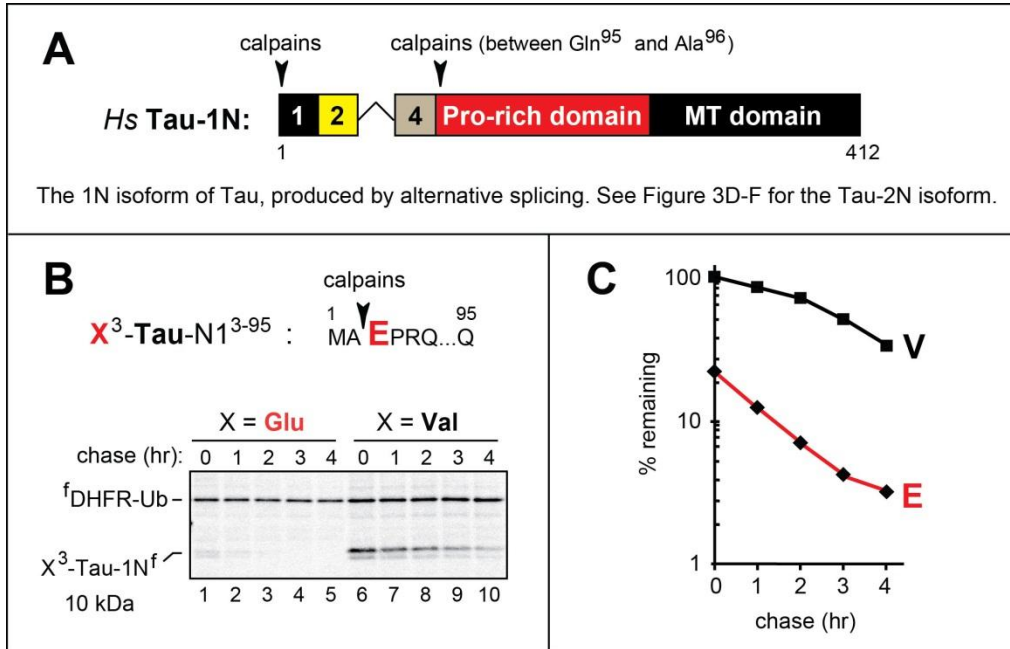 A
calpains
calpains (between Gln95 and Ala96)
Hs Tau-1N:
1 2 4 Pro-rich domain MT domain
1 412
The 1N isoform of Tau, produced by alternative splicing. See Figure 3D-F for the Tau-2N isoform.
B
calpains
1 95
X3-Tau-N13-95 : MA EPRQ...Q
X = Glu X = Val
chase (hr): 0 1 2 3 4 0 1 2 3 4
fDHFR-Ub
X3-Tau-1Nf
10 kDa
1 2 3 4 5 6 7 8 9 10
C
100
10
1
% remaining
V
E
0 1 2 3 4
chase (hr)